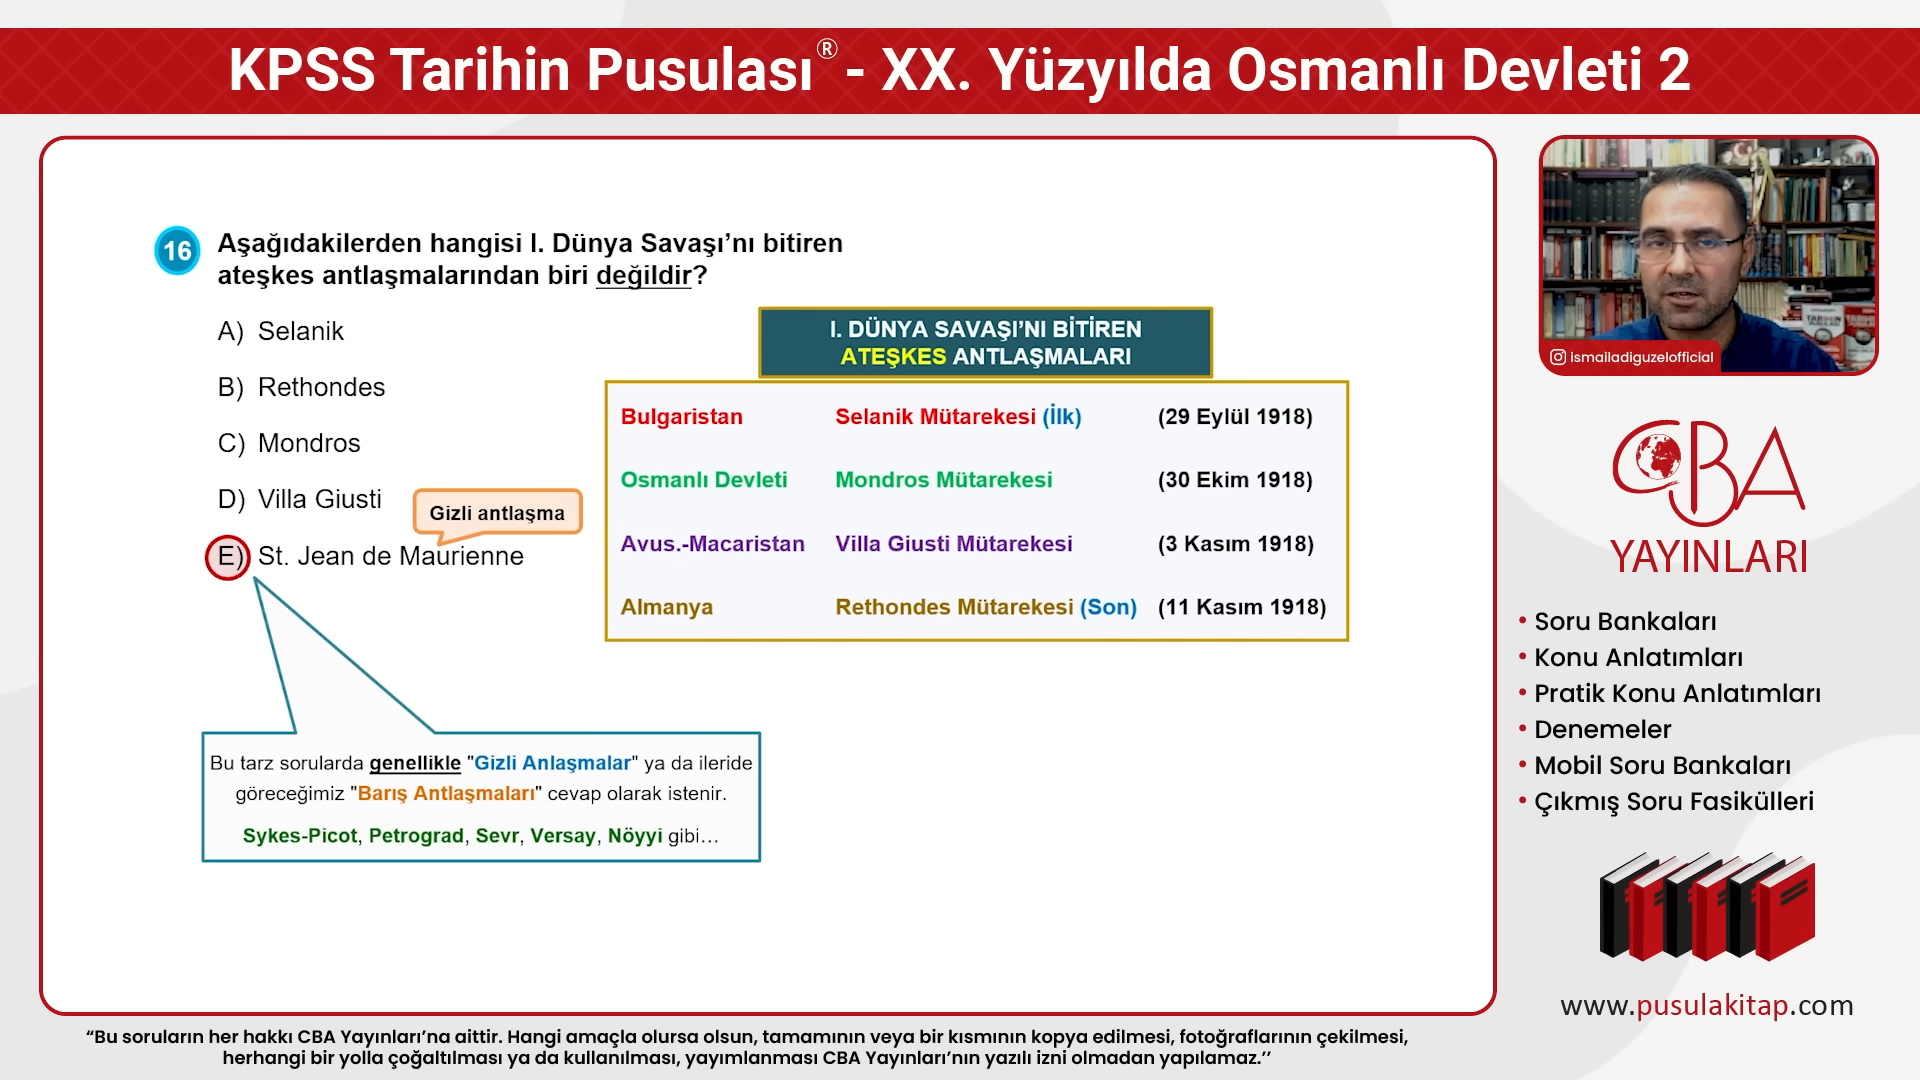 KPSS Tarihin Pusulası® - XX. Yüzyılda Osmanlı Devleti 2
16 Aşağıdakilerden hangisi I. Dünya Savaşı’nı bitiren
ateşkes antlaşmalarından biri değildir?
A) Selanik
B) Rethondes
C) Mondros
D) Villa Giusti
Gizli antlaşma
E) St. Jean de Maurienne
I. DÜNYA SAVAŞI’NI BİTİREN
ATEŞKES ANTLAŞMALARI
Bulgaristan Selanik Mütarekesi (İlk) (29 Eylül 1918)
Osmanlı Devleti Mondros Mütarekesi (30 Ekim 1918)
Avus.-Macaristan Villa Giusti Mütarekesi (3 Kasım 1918)
Almanya Rethondes Mütarekesi (Son) (11 Kasım 1918)
Bu tarz sorularda genellikle "Gizli Anlaşmalar" ya da ileride
göreceğimiz "Barış Antlaşmaları" cevap olarak istenir.
Sykes-Picot, Petrograd, Sevr, Versay, Nöyyi gibi…
ismailadiguzelofficial
CBA
YAYINLARI
• Soru Bankaları
• Konu Anlatımları
• Pratik Konu Anlatımları
• Denemeler
• Mobil Soru Bankaları
• Çıkmış Soru Fasikülleri
www.pusulakitap.com
“Bu soruların her hakkı CBA Yayınları’na aittir. Hangi amaçla olursa olsun, tamamının veya bir kısmının kopya edilmesi, fotoğraflarının çekilmesi,
herhangi bir yolla çoğaltılması ya da kullanılması, yayımlanması CBA Yayınları’nın yazılı izni olmadan yapılamaz.’’